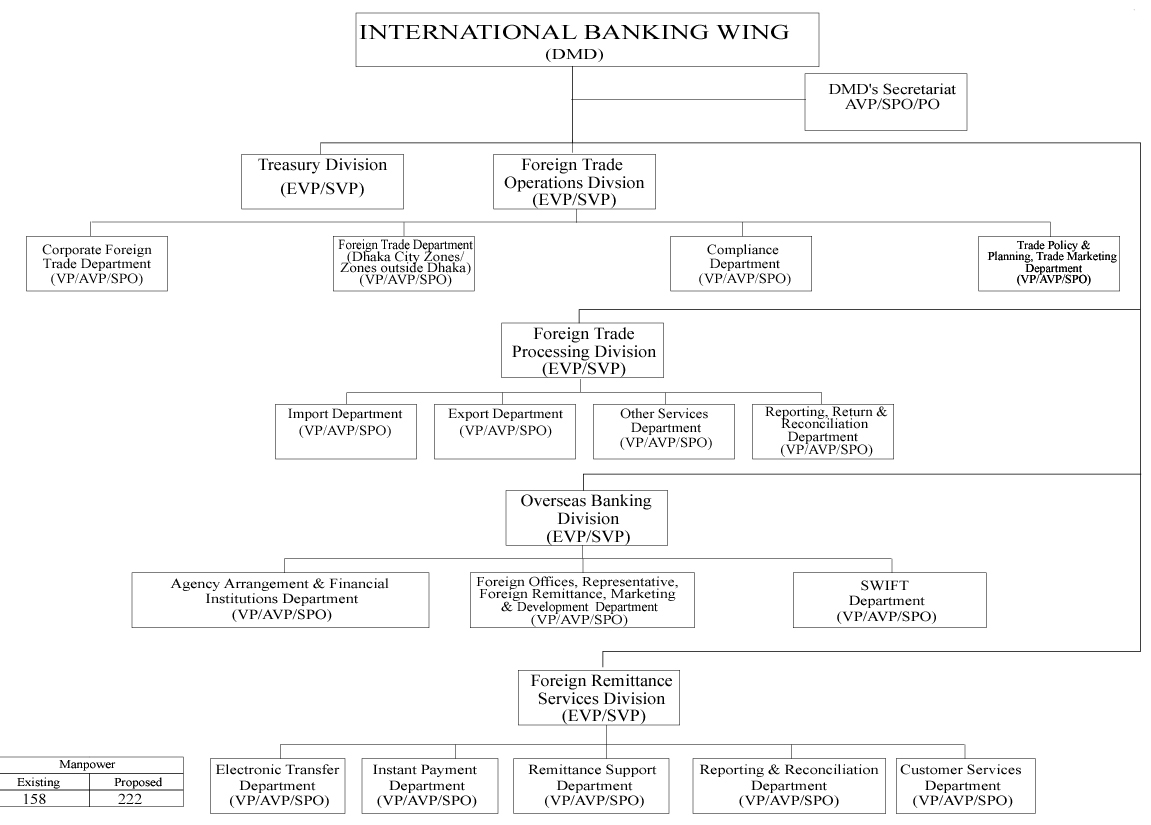 INTERNATIONAL BANKING WING
(DMD)
DMD's Secretariat
AVP/SPO/PO
Treasury Division
(EVP/SVP)
Foreign Trade
Operations Divsion
(EVP/SVP)
Corporate Foreign
Trade Department
(VP/AVP/SPO)
Foreign Trade Department
(Dhaka City Zones/
Zones outside Dhaka)
(VP/AVP/SPO)
Compliance
Department
(VP/AVP/SPO)
Trade Policy &
Planning, Trade Marketing
Department
(VP/AVP/SPO)
Foreign Trade
Processing Division
(EVP/SVP)
Import Department
(VP/AVP/SPO)
Export Department
(VP/AVP/SPO)
Other Services
Department
(VP/AVP/SPO)
Reporting, Return &
Reconciliation
Department
(VP/AVP/SPO)
Overseas Banking
Division
(EVP/SVP)
Agency Arrangement & Financial
Institutions Department
(VP/AVP/SPO)
Foreign Offices, Representative,
Foreign Remittance, Marketing
& Development Department
(VP/AVP/SPO)
SWIFT
Department
(VP/AVP/SPO)
Foreign Remittance
Services Division
(EVP/SVP)
Manpower
Existing Proposed
158 222
Electronic Transfer
Department
(VP/AVP/SPO)
Instant Payment
Department
(VP/AVP/SPO)
Remittance Support
Department
(VP/AVP/SPO)
Reporting & Reconciliation
Department
(VP/AVP/SPO)
Customer Services
Department
(VP/AVP/SPO)